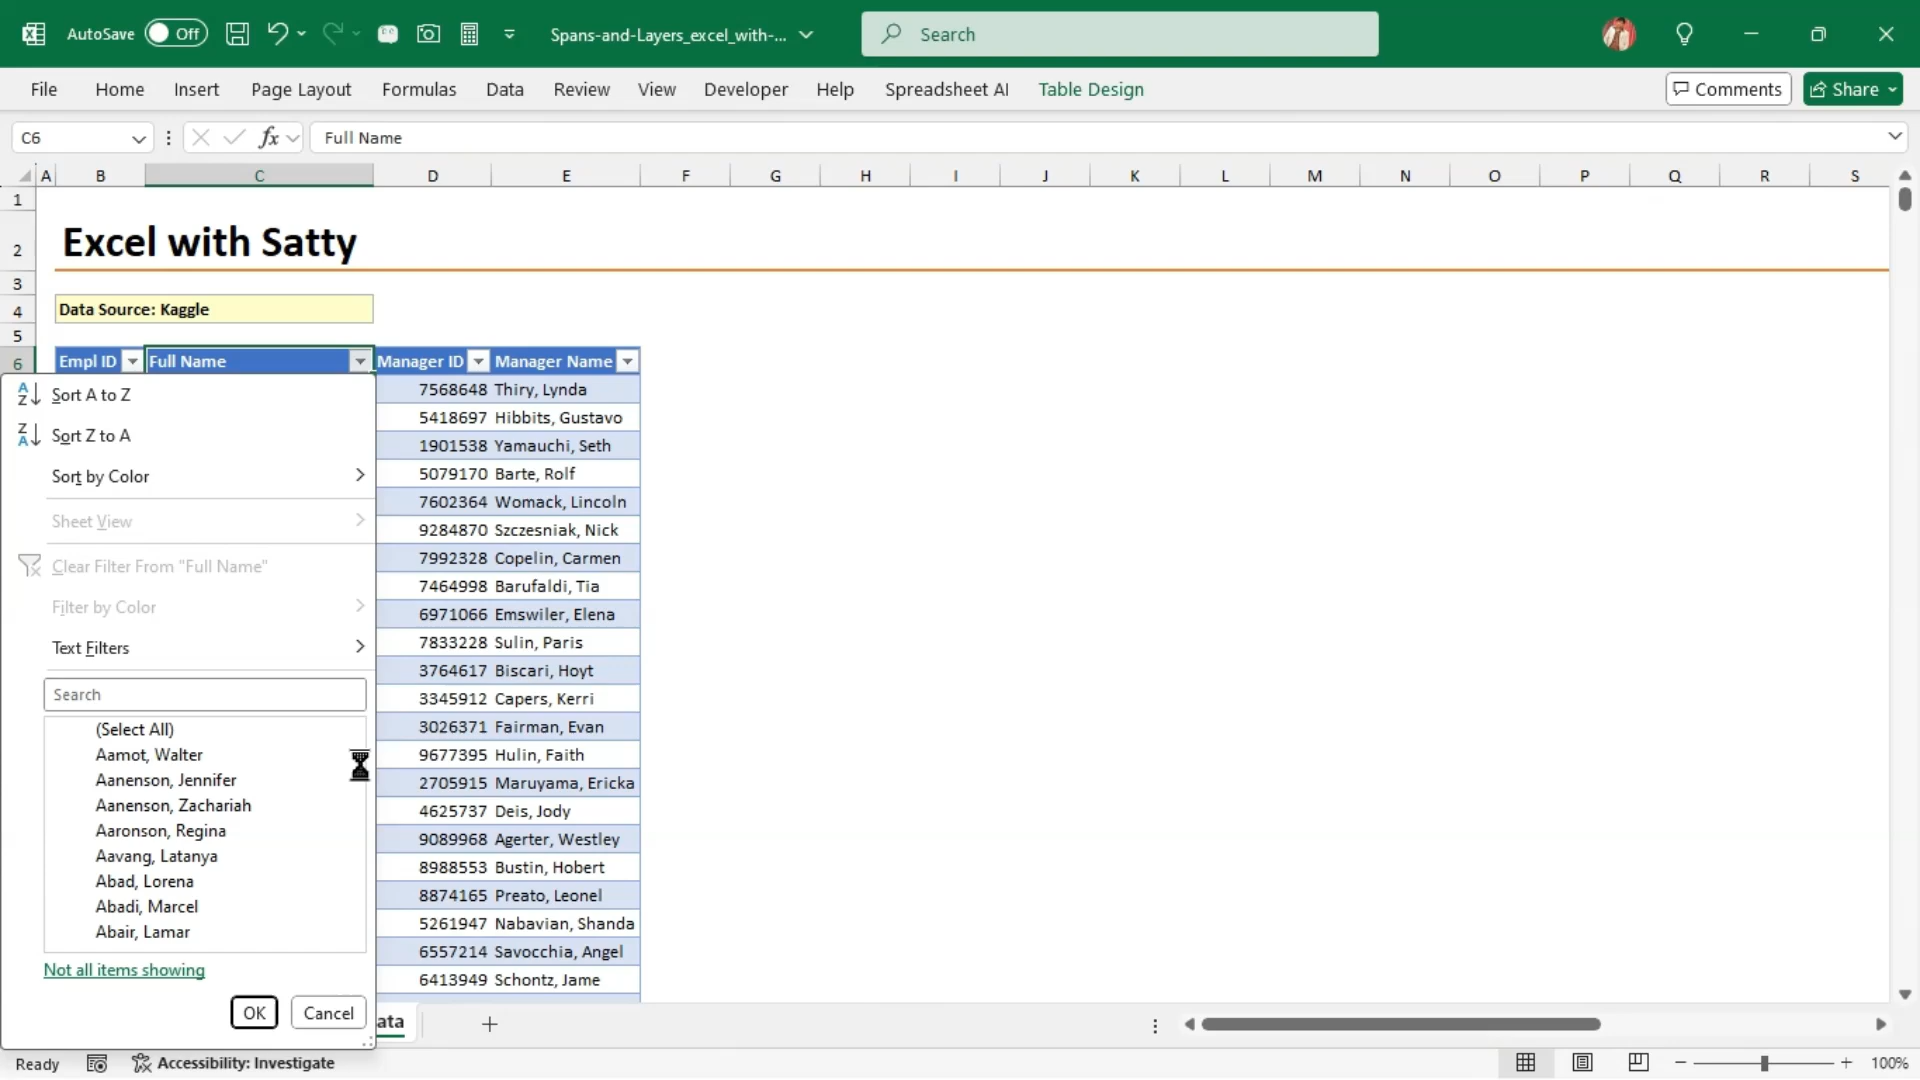 AutoSave Off Spans-and-Layers_excel_with-... Search
File Home Insert Page Layout Formulas Data Review View Developer Help Spreadsheet AI Table Design Comments Share
C6 fx Full Name
A B C D E F G H I J K L M N O P Q R S
1
2 Excel with Satty
3
4 Data Source: Kaggle
5
6 Empl ID Full Name Manager ID Manager Name
Sort A to Z
Sort Z to A
Sort by Color
Sheet View
Clear Filter From "Full Name"
Filter by Color
Text Filters
Search
(Select All)
Aamot, Walter
Aanenson, Jennifer
Aanenson, Zachariah
Aaronson, Regina
Aavang, Latanya
Abad, Lorena
Abadi, Marcel
Abair, Lamar
Not all items showing
OK Cancel
7568648 Thiry, Lynda
5418697 Hibbits, Gustavo
1901538 Yamauchi, Seth
5079170 Barte, Rolf
7602364 Womack, Lincoln
9284870 Szczesniak, Nick
7992328 Copelin, Carmen
7464998 Barufaldi, Tia
6971066 Emswiler, Elena
7833228 Sulin, Paris
3764617 Biscari, Hoyt
3345912 Capers, Kerri
3026371 Fairman, Evan
9677395 Hulin, Faith
2705915 Maruyama, Ericka
4625737 Deis, Jody
9089968 Agerter, Westley
8988553 Bustin, Hobert
8874165 Preato, Leonel
5261947 Nabavian, Shanda
6557214 Savocchia, Angel
6413949 Schontz, Jame
ata
Ready Accessibility: Investigate 100%